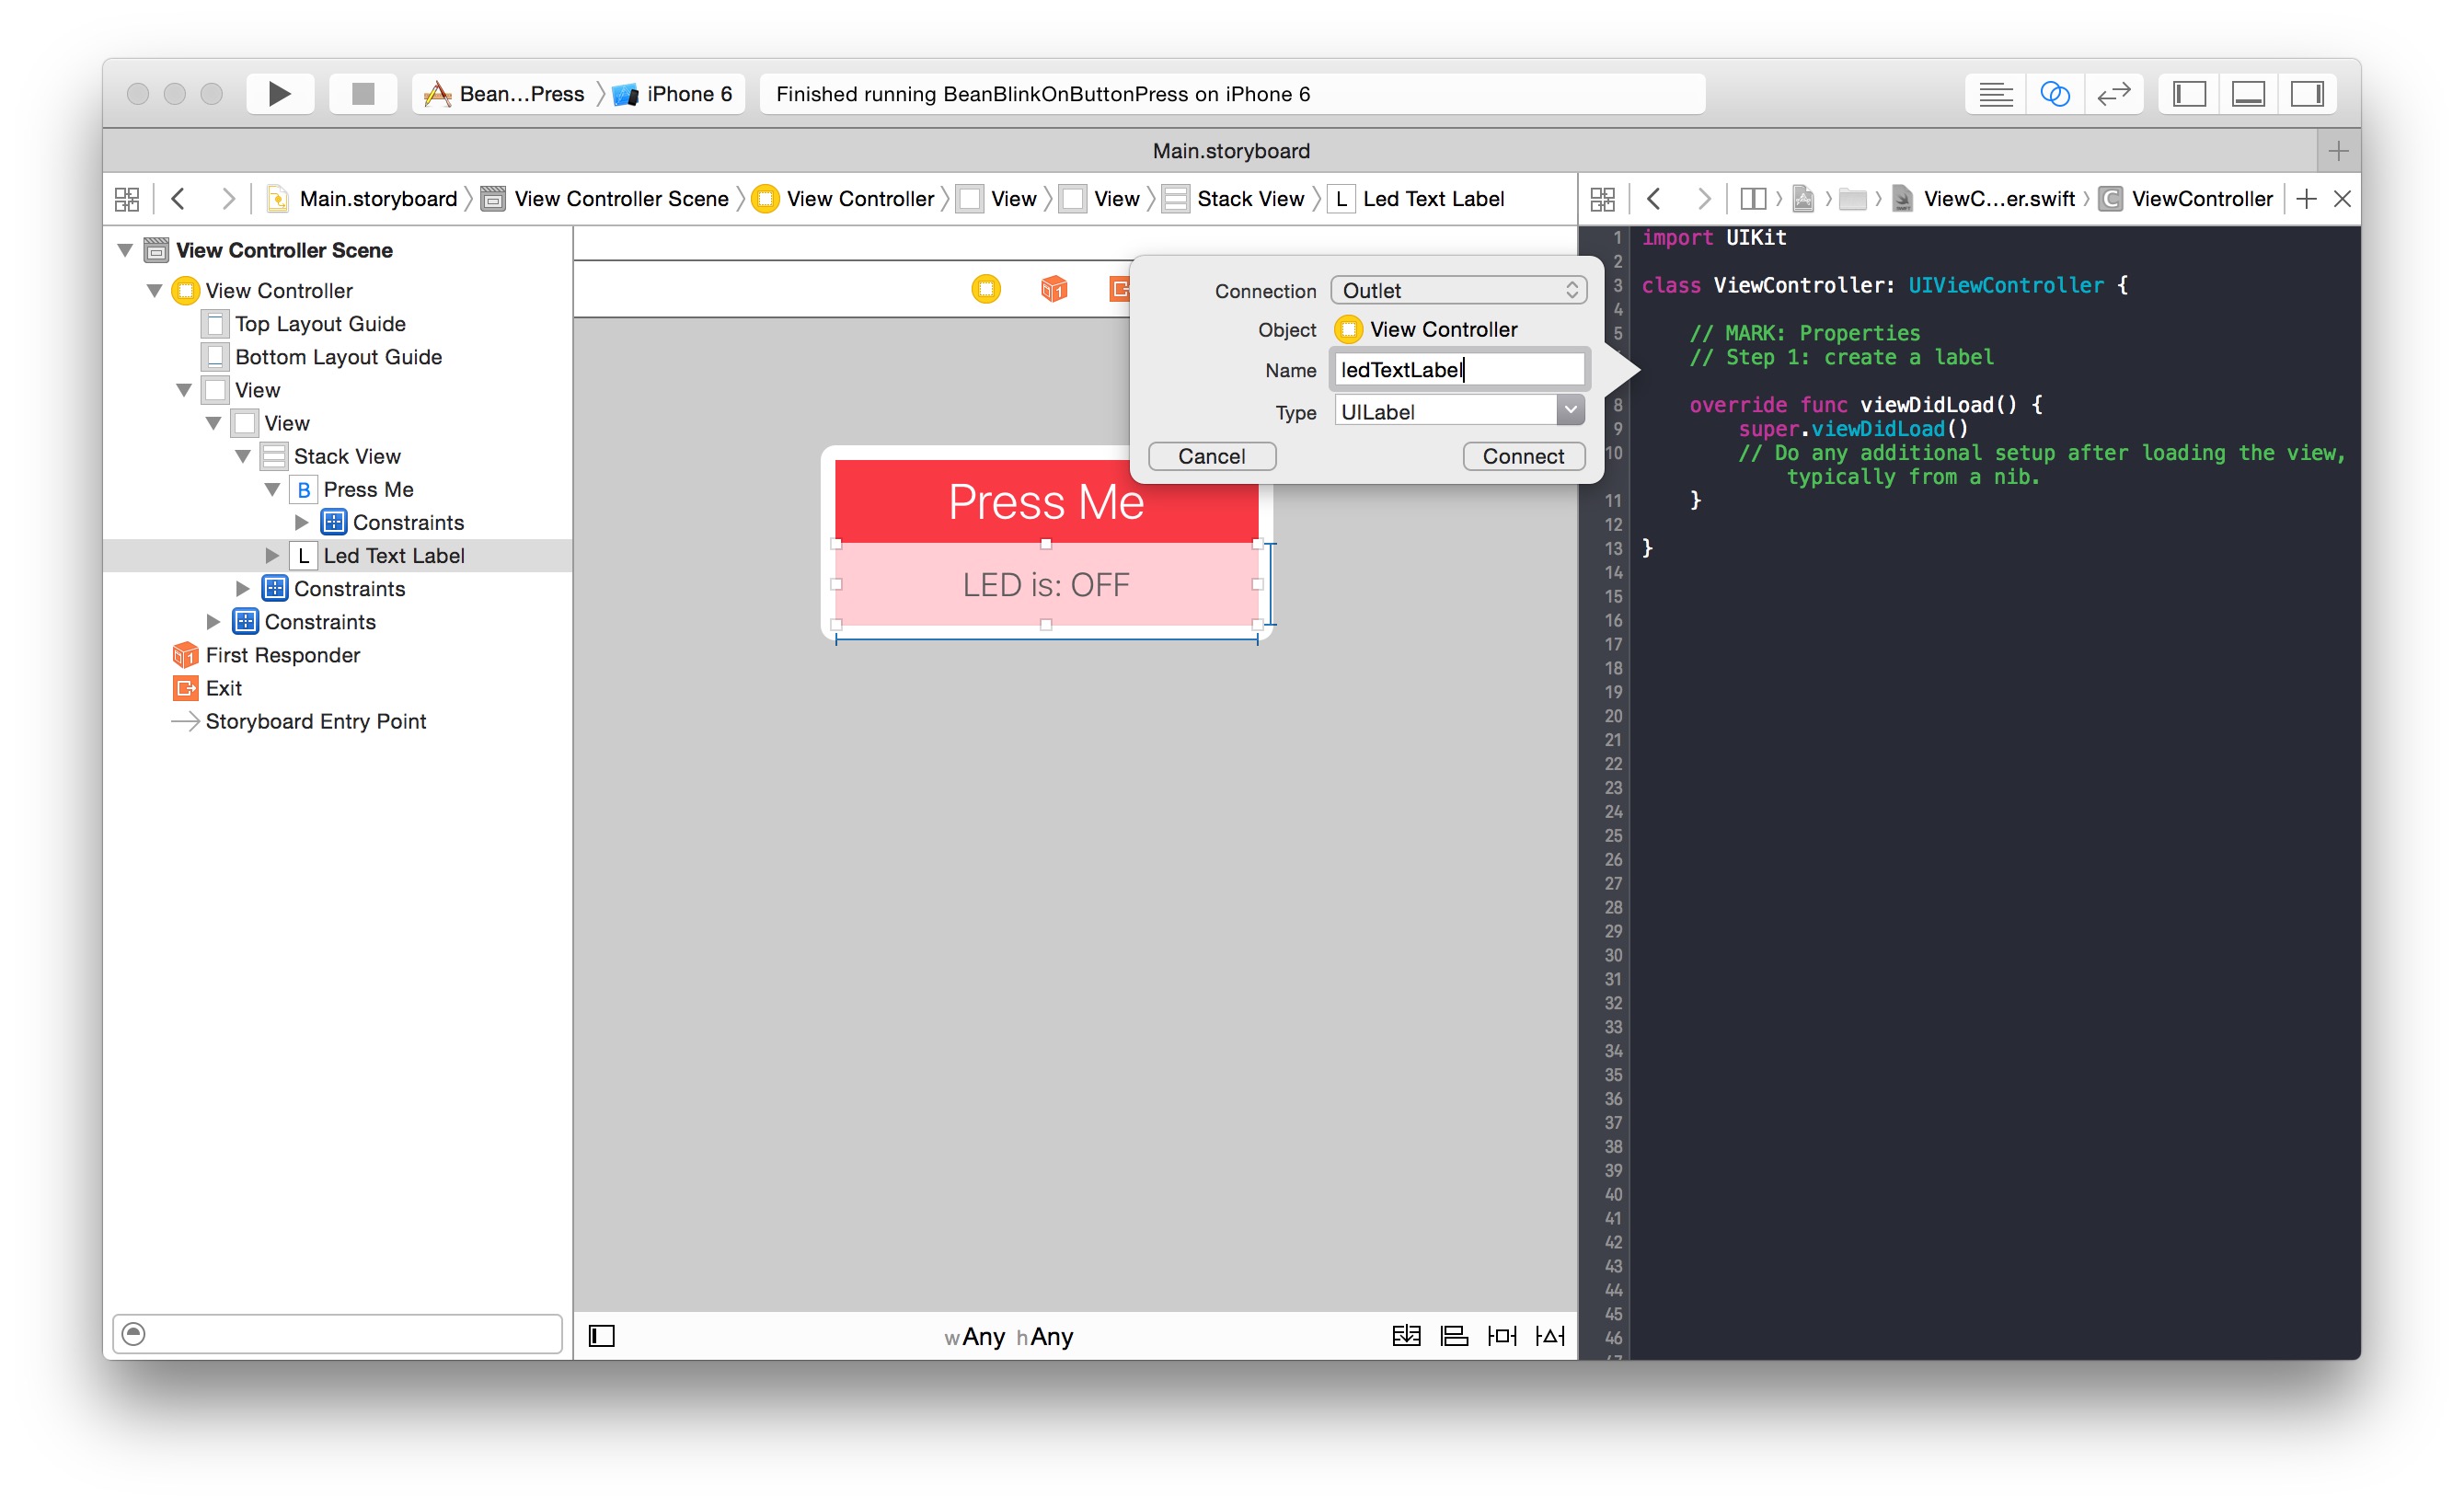 Bean...Press
iPhone 6
Finished running BeanBlinkOnButtonPress on iPhone 6
Main.storyboard
Main.storyboard
View Controller Scene
View Controller
View
View
Stack View
L
Led Text Label
ViewC...er.swift
C
ViewController
View Controller Scene
View Controller
Top Layout Guide
Bottom Layout Guide
View
View
Stack View
B
Press Me
Constraints
L
Led Text Label
Constraints
Constraints
1
First Responder
Exit
Storyboard Entry Point
1
Connection
Outlet
Object
View Controller
Name
ledTextLabel
Type
UILabel
Cancel
Connect
Press Me
LED is: OFF
wAny hAny
1 import UIKit
2
3 class ViewController: UIViewController {
4
5 // MARK: Properties
// Step 1: create a label
8 override func viewDidLoad() {
9 super.viewDidLoad()
10 // Do any additional setup after loading the view,
typically from a nib.
11 }
12
13 }
14
15
16
17
18
19
20
21
22
23
24
25
26
27
28
29
30
31
32
33
34
35
36
37
38
39
40
41
42
43
44
45
46